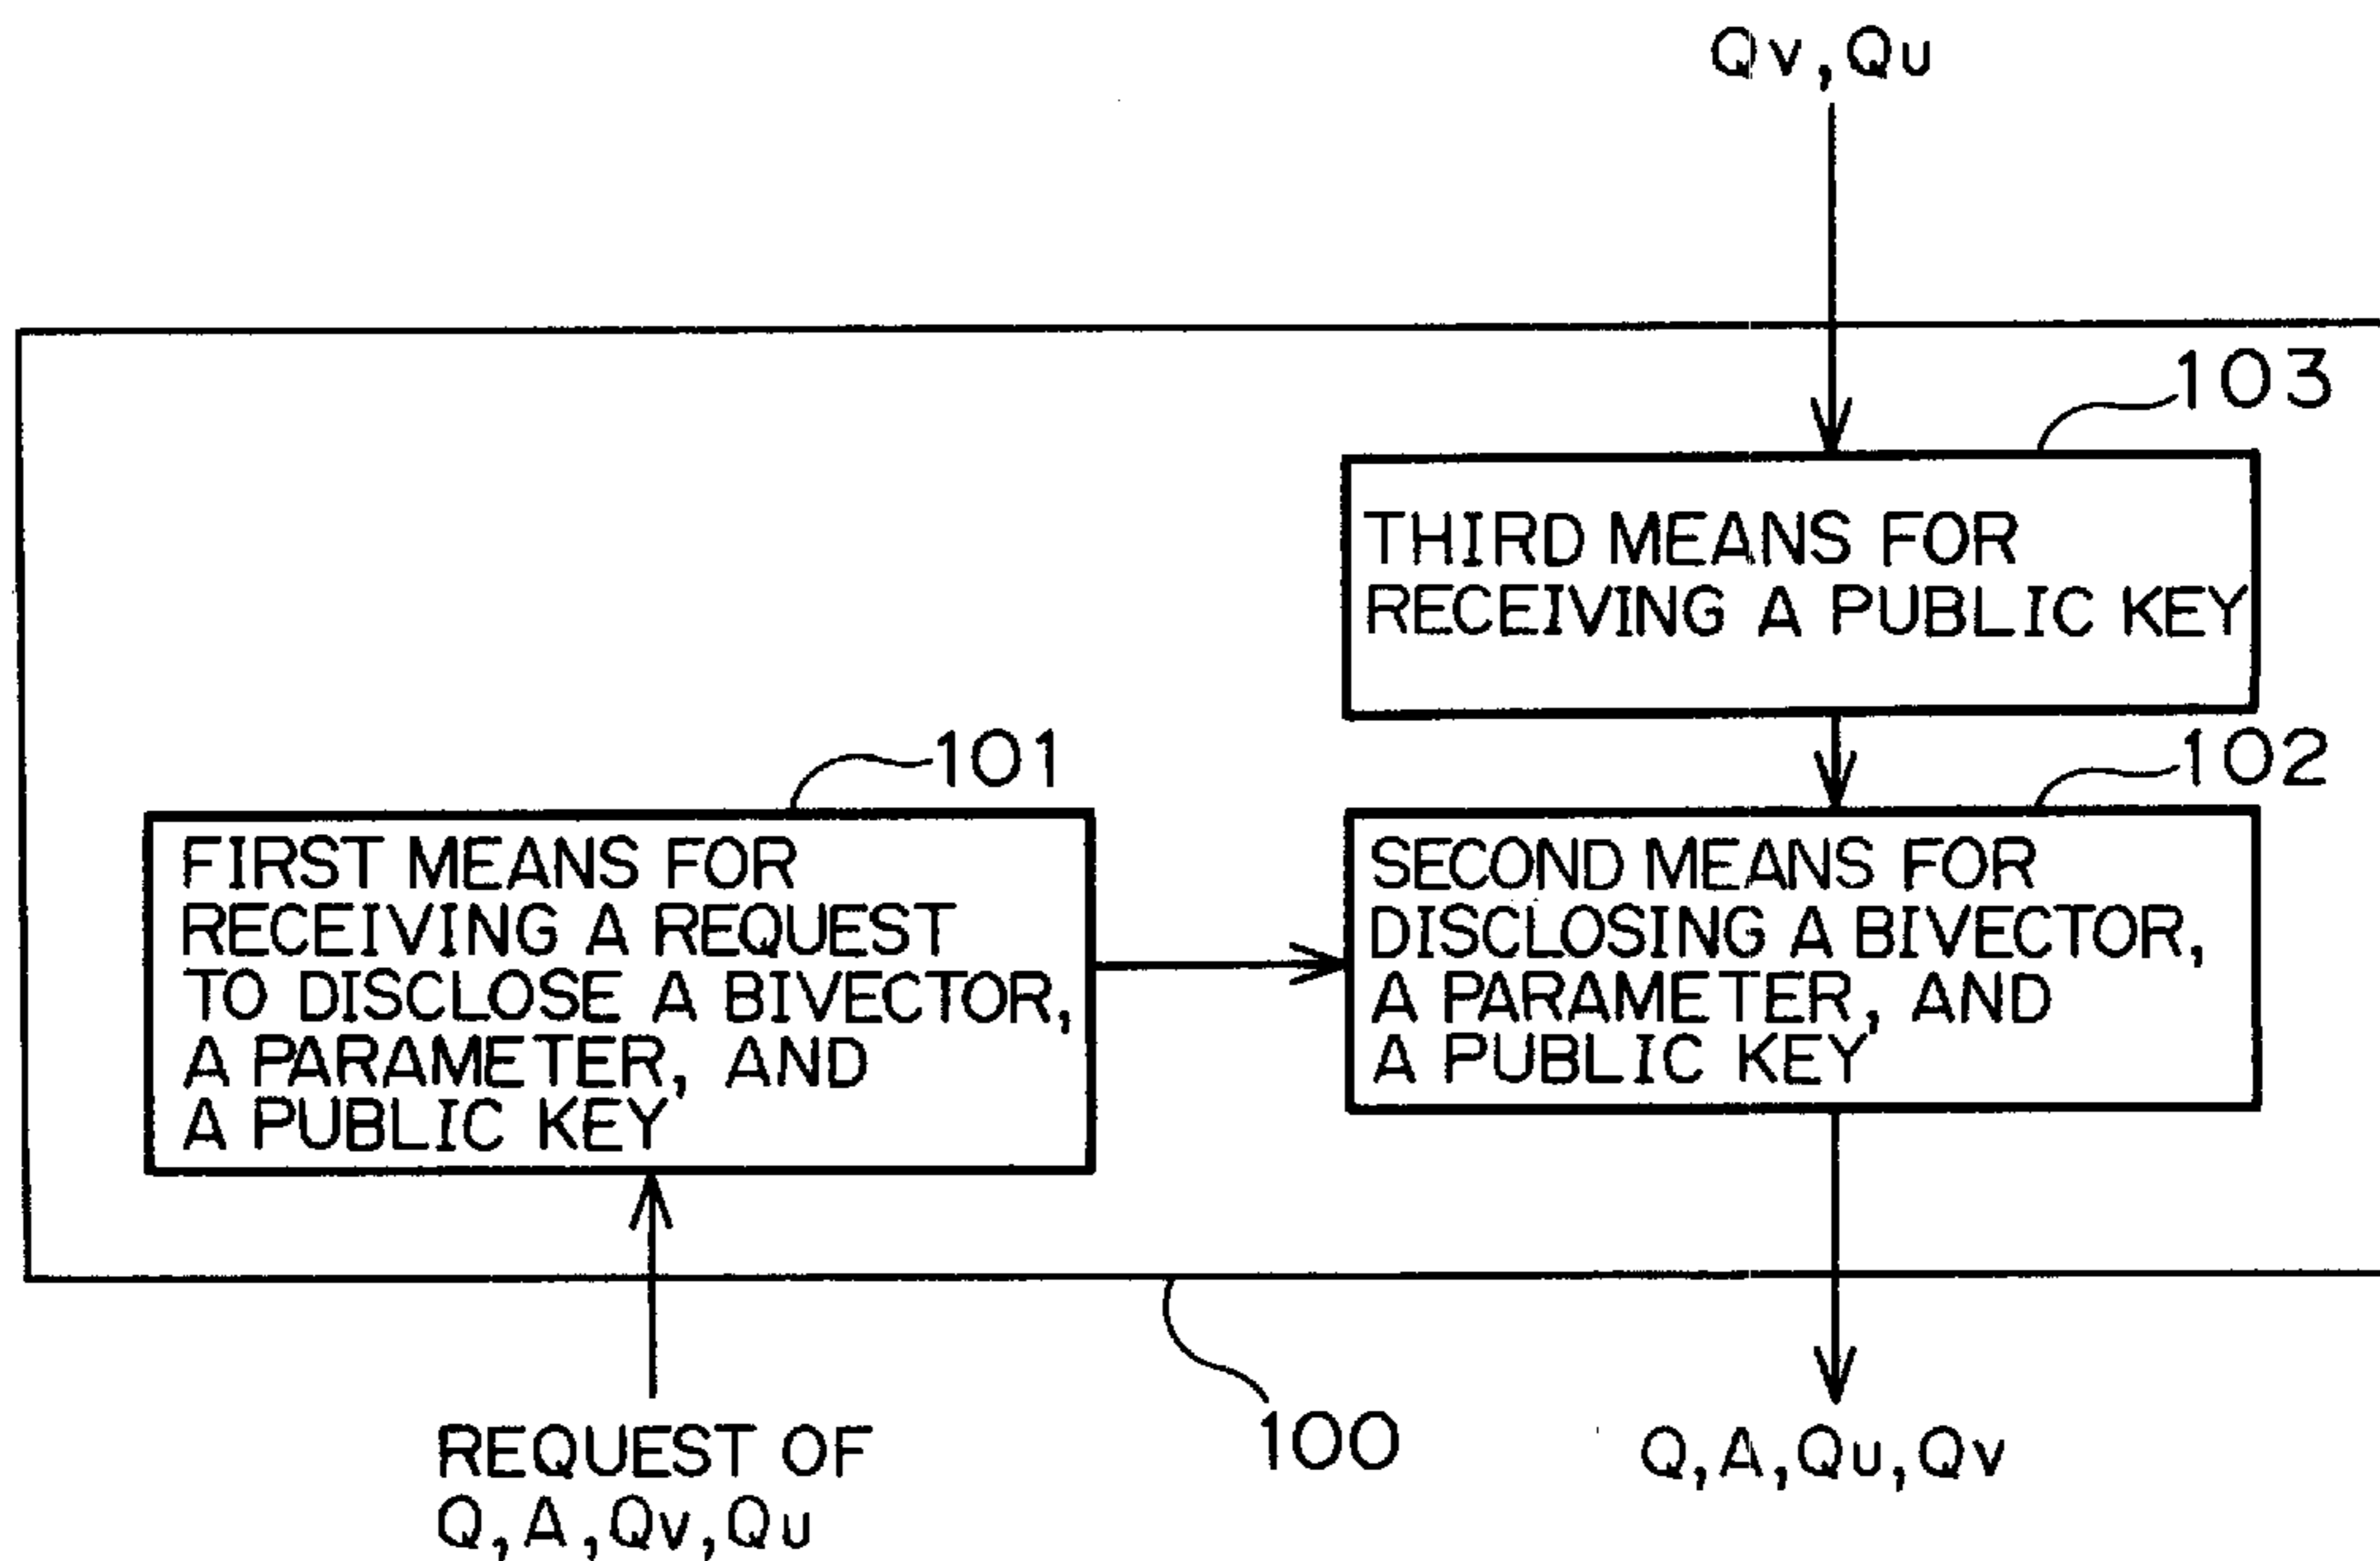 Qv, Qu
103
THIRD MEANS FOR
RECEIVING A PUBLIC KEY
101
102
FIRST MEANS FOR
RECEIVING A REQUEST
TO DISCLOSE A BIVECTOR,
A PARAMETER, AND
A PUBLIC KEY
SECOND MEANS FOR
DISCLOSING A BIVECTOR,
A PARAMETER, AND
A PUBLIC KEY
REQUEST OF
Q, A, Qv, Qu
100
Q, A, Qu, Qv